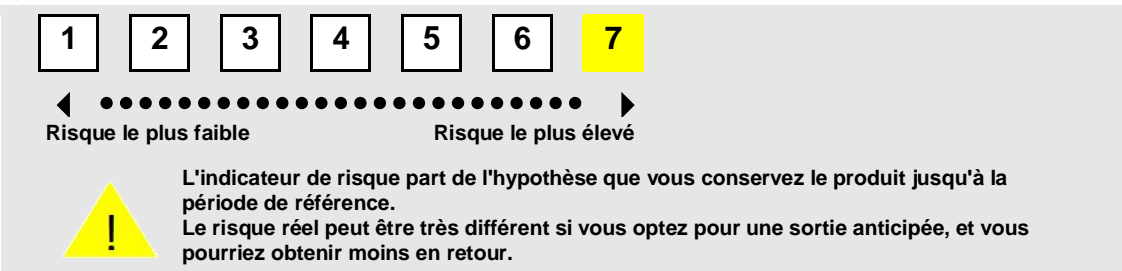 1 2 3 4 5 6 7
Risque le plus faible Risque le plus élevé
L'indicateur de risque part de l'hypothèse que vous conservez le produit jusqu'à la
période de référence.
Le risque réel peut être très différent si vous optez pour une sortie anticipée, et vous
pourriez obtenir moins en retour.
!